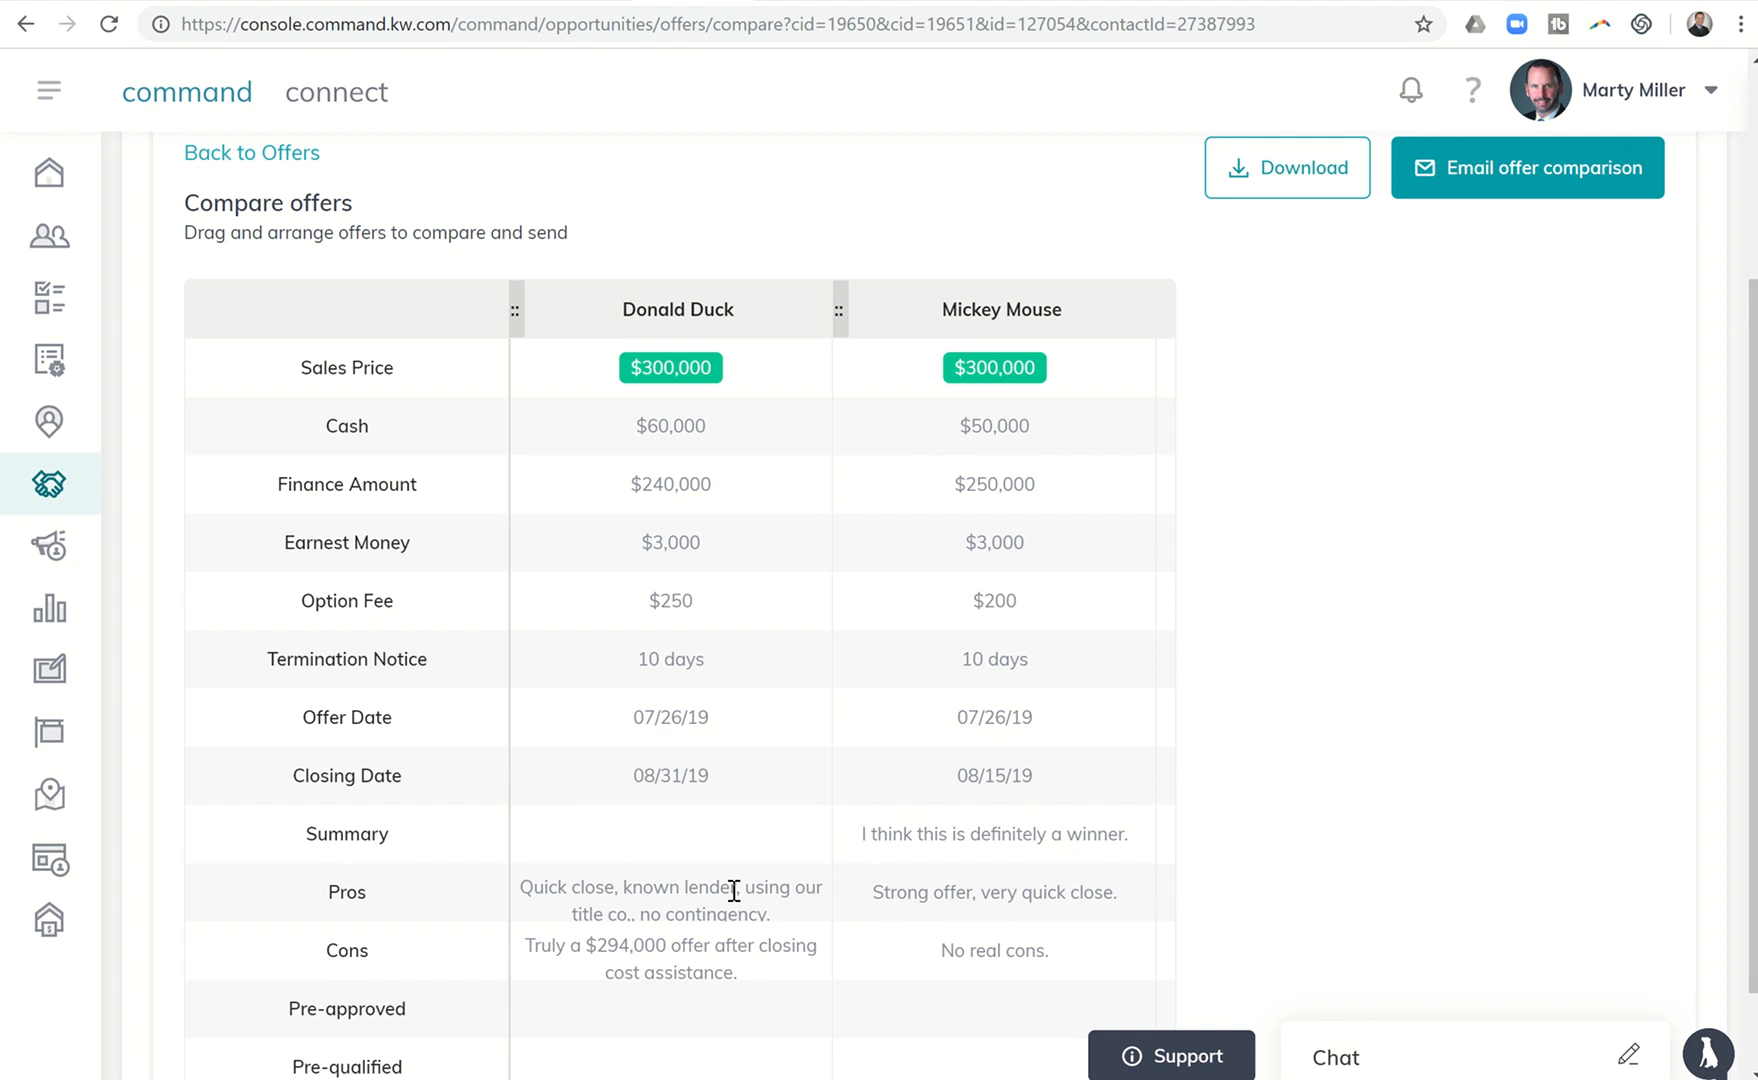 https://console.command.kw.com/command/opportunities/offers/compare?cid=19650&cid=19651&id=127054&contactId=27387993
command connect
? Marty Miller
Back to Offers
Download Email offer comparison
Compare offers
Drag and arrange offers to compare and send
Donald Duck Mickey Mouse
Sales Price $300,000 $300,000
Cash $60,000 $50,000
Finance Amount $240,000 $250,000
Earnest Money $3,000 $3,000
Option Fee $250 $200
Termination Notice 10 days 10 days
Offer Date 07/26/19 07/26/19
Closing Date 08/31/19 08/15/19
Summary I think this is definitely a winner.
Pros Quick close, known lender, using our
title co., no contingency. Strong offer, very quick close.
Cons Truly a $294,000 offer after closing
cost assistance. No real cons.
Pre-approved
Pre-qualified
Support Chat